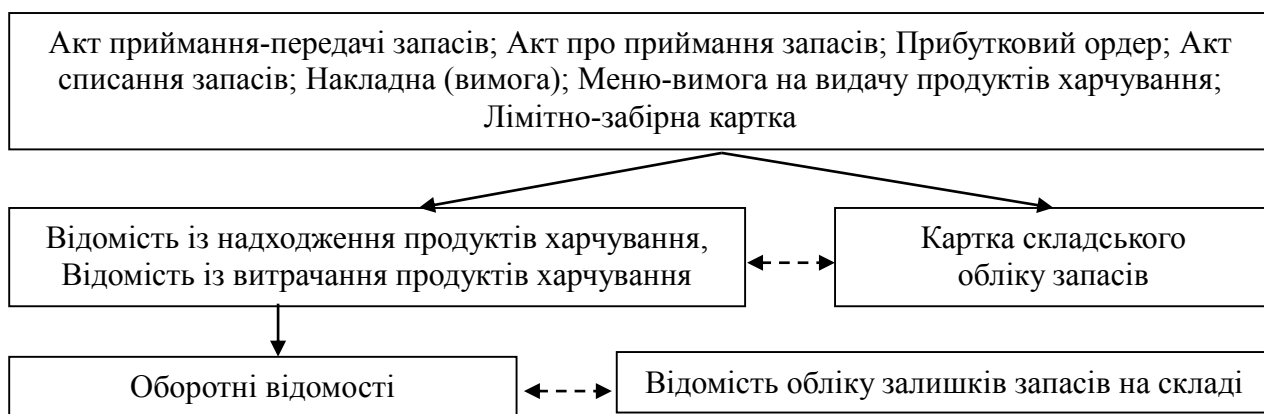 Акт приймання-передачі запасів; Акт про приймання запасів; Прибутковий ордер; Акт
списання запасів; Накладна (вимога); Меню-вимога на видачу продуктів харчування;
Лімітно-забірна картка
Відомість із надходження продуктів харчування,
Відомість із витрачання продуктів харчування
Картка складського
обліку запасів
Оборотні відомості
Відомість обліку залишків запасів на складі